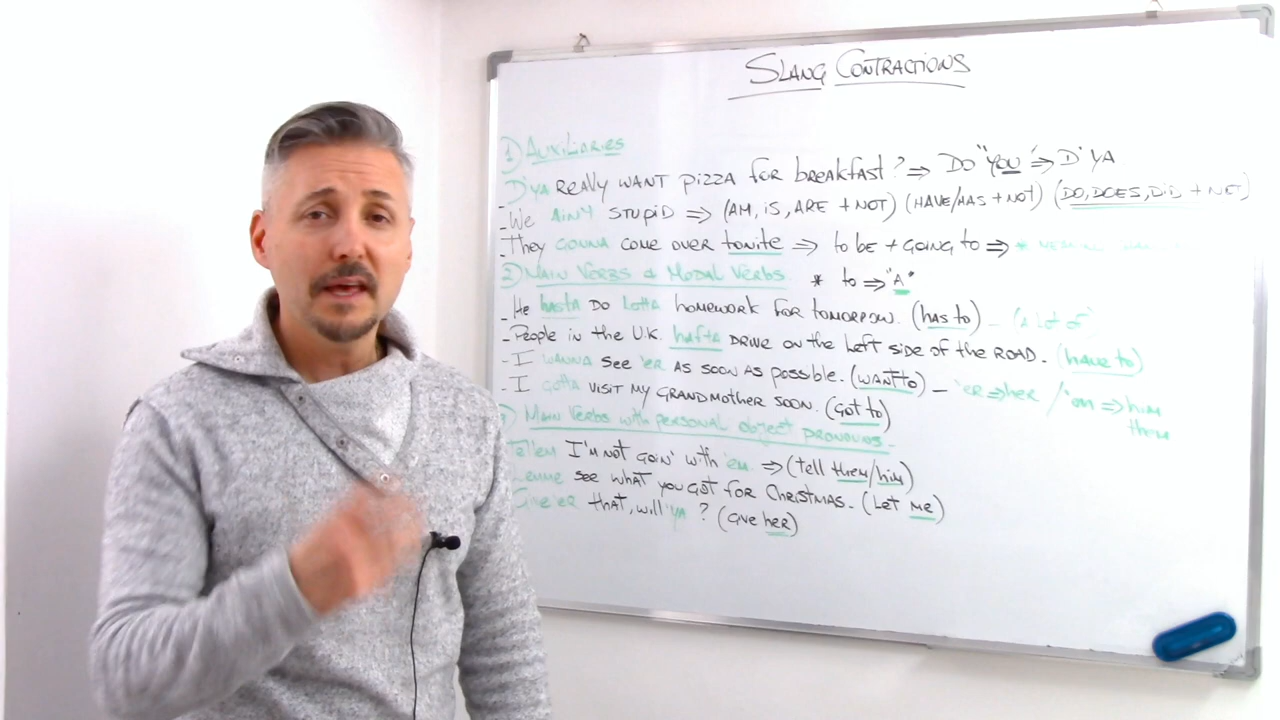 SLANG CONTRACTIONS
1) AUXILIARIES
D'YA REALLY WANT PIZZA FOR breakfast? ⇒ DO "YOU" ⇒ D'YA
- We AIN'T STUPID ⇒ (AM, IS, ARE + NOT) (HAVE/HAS + NOT) (DO, DOES, DID + NOT)
- They GONNA COME OVER toNITE ⇒ to BE + GOING to ⇒ *
2) MAIN VERBS & MODAL VERBS * to ⇒ "A"
- He HASTA DO LOTTA HOMEWORK FOR TOMORROW. (HAS to) - (A LOT OF)
- People IN the U.K. HAFTA DRIVE ON the Left SIDE OF the ROAD. (HAVE to)
- I WANNA See 'ER AS SOON AS POSSIBLE. (WANT to) - 'ER ⇒ HER / 'EM ⇒ HIM
them
- I GOTTA VISIT MY GRANDMOTHER SOON. (GOT to)
MAIN VERBS with PERSONAL OBJECT PRONOUNS.
Tell'em I'M NOT GOIN' WITH 'EM. ⇒ (tell them/him)
Lemme SEE WHAT YOU GOT FOR CHRISTMAS. (Let ME)
Give'er that, will YA? (GIVE her)